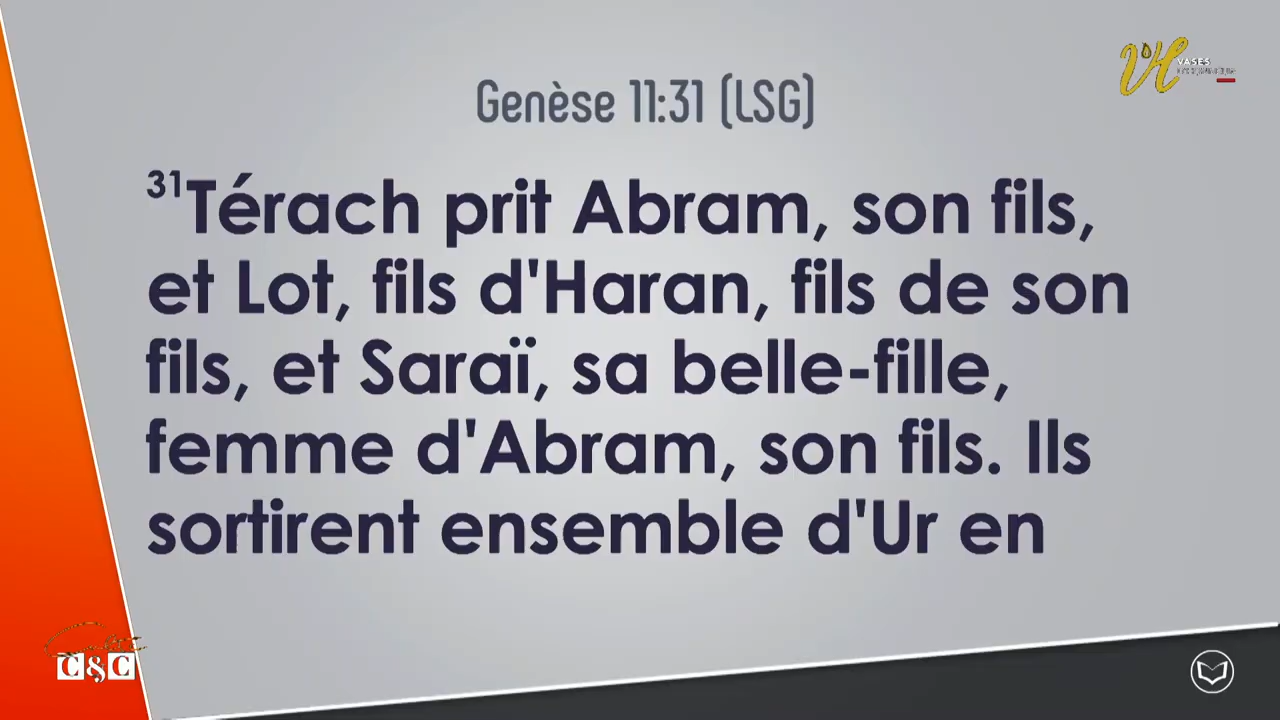 Genèse 11:31 (LSG)
VASES
31Térach prit Abram, son fils,
et Lot, fils d'Haran, fils de son
fils, et Saraï, sa belle-fille,
femme d'Abram, son fils. Ils
sortirent ensemble d'Ur en
C&C